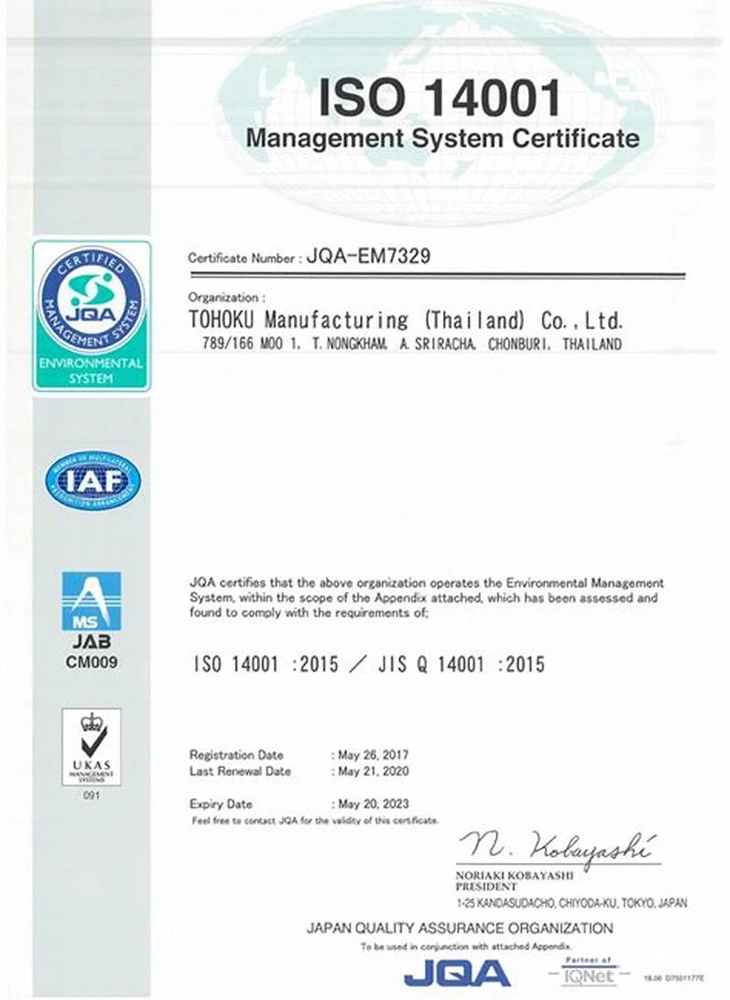 ISO 14001
Management System Certificate
CERTIFIED
JQA
MANAGEMENT SYSTEM
ENVIRONMENTAL
SYSTEM
Certificate Number : JQA-EM7329
Organization :
TOHOKU Manufacturing (Thailand) Co., Ltd.
789/166 MOO 1, T. NONGKHAM, A. SRIRACHA, CHONBURI, THAILAND
MEMBER OF MULTILATERAL
IAF
RECOGNITION ARRANGEMENT
JQA certifies that the above organization operates the Environmental Management
System, within the scope of the Appendix attached, which has been assessed and
found to comply with the requirements of;
MS
JAB
CM009
ISO 14001 :2015 / JIS Q 14001 :2015
UKAS
MANAGEMENT
SYSTEMS
091
Registration Date : May 26, 2017
Last Renewal Date : May 21, 2020
Expiry Date : May 20, 2023
Feel free to contact JQA for the validity of this certificate.
N. Kobayashi
NORIAKI KOBAYASHI
PRESIDENT
1-25 KANDASUDACHO, CHIYODA-KU, TOKYO, JAPAN
JAPAN QUALITY ASSURANCE ORGANIZATION
To be used in conjunction with attached Appendix.
JQA
Partner of
IQNet